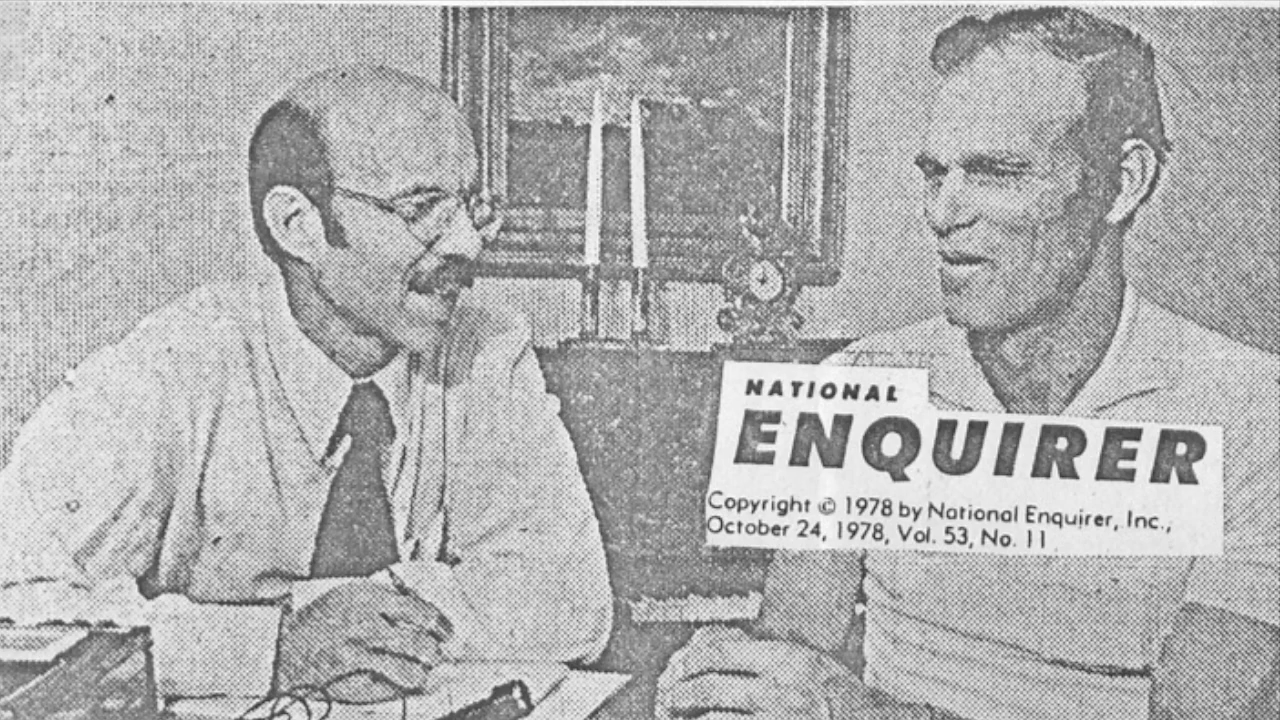 NATIONAL
ENQUIRER
Copyright © 1978 by National Enquirer, Inc.,
October 24, 1978, Vol. 53, No. 11